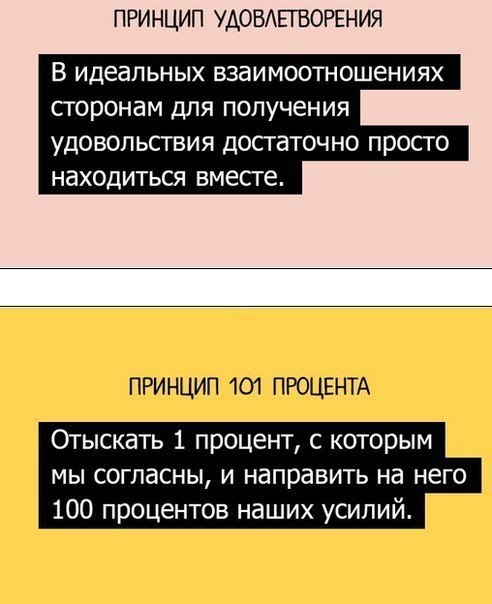 ПРИНЦИП УДОВЛЕТВОРЕНИЯ
В идеальных взаимоотношениях
сторонам для получения
удовольствия достаточно просто
находиться вместе.
ПРИНЦИП 101 ПРОЦЕНТА
Отыскать 1 процент, с которым
мы согласны, и направить на него
100 процентов наших усилий.